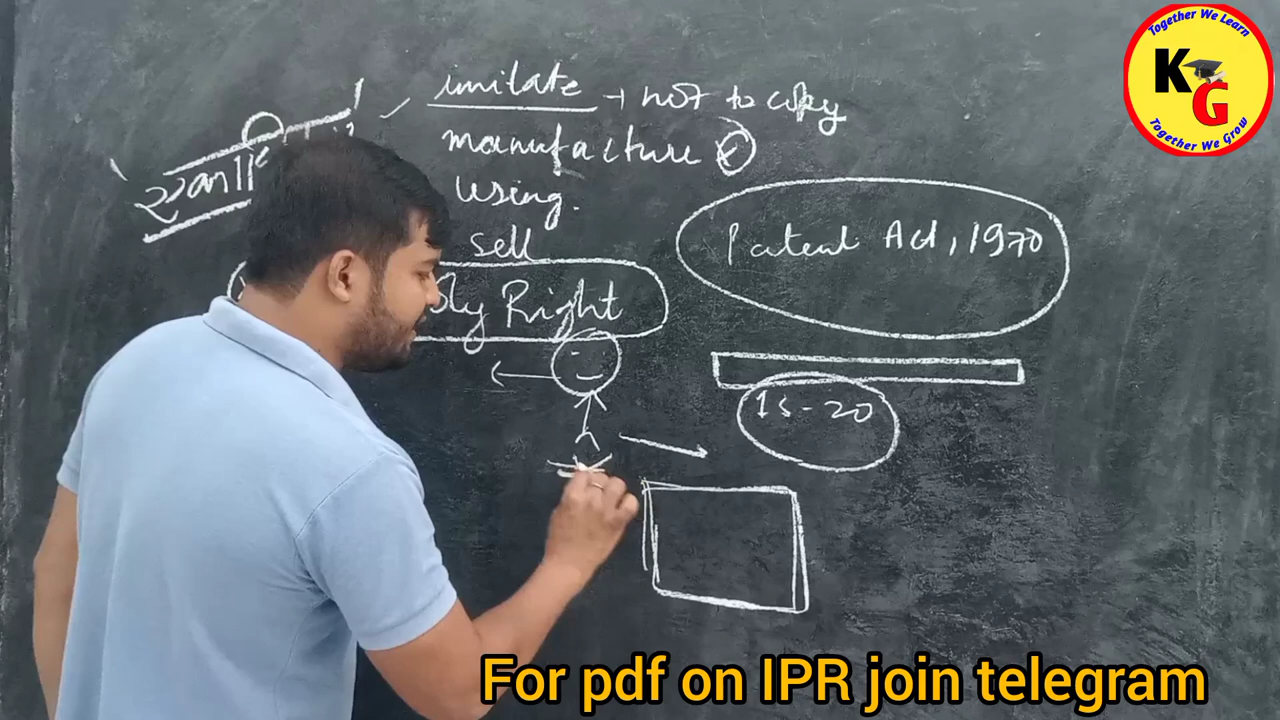 Together We Learn
KG
Together We Grow
imitate → not to copy
manufacture
using.
sell
Right
Patent Act, 1970
15-20
For pdf on IPR join telegram